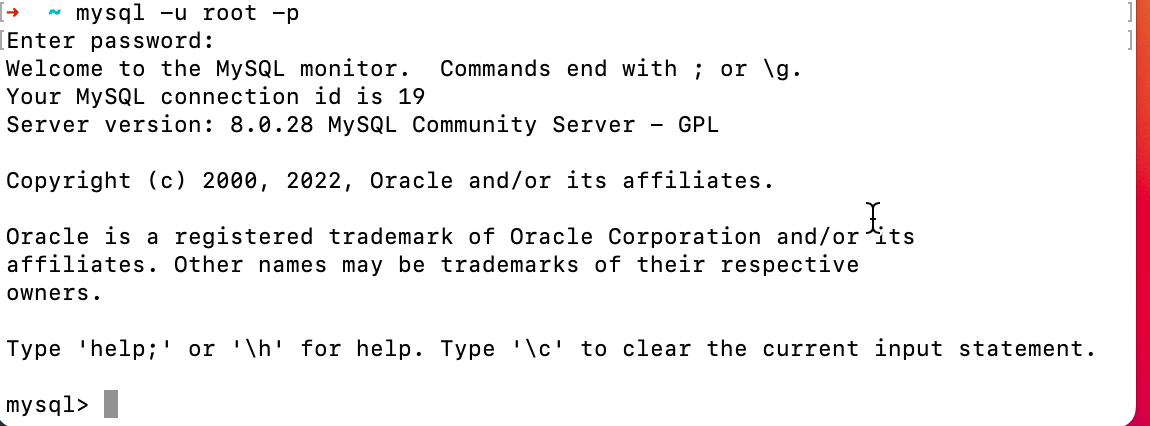 → ~ mysql -u root -p
Enter password:
Welcome to the MySQL monitor.  Commands end with ; or \g.
Your MySQL connection id is 19
Server version: 8.0.28 MySQL Community Server - GPL
Copyright (c) 2000, 2022, Oracle and/or its affiliates.
Oracle is a registered trademark of Oracle Corporation and/or its
affiliates. Other names may be trademarks of their respective
owners.
Type 'help;' or '\h' for help. Type '\c' to clear the current input statement.
mysql>